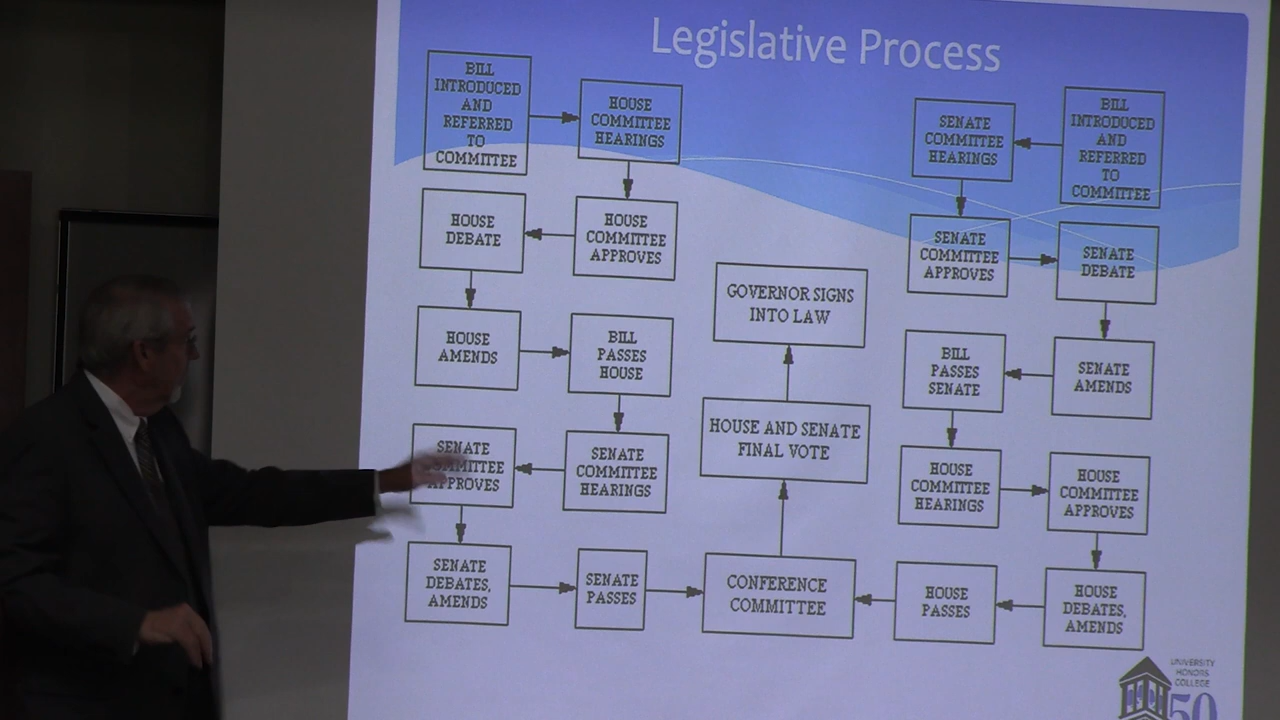 Legislative Process
BILL
INTRODUCED
AND
REFERRED
TO
COMMITTEE
HOUSE
COMMITTEE
HEARINGS
HOUSE
DEBATE
HOUSE
COMMITTEE
APPROVES
HOUSE
AMENDS
BILL
PASSES
HOUSE
SENATE
COMMITTEE
APPROVES
SENATE
COMMITTEE
HEARINGS
SENATE
DEBATES,
AMENDS
SENATE
PASSES
GOVERNOR SIGNS
INTO LAW
HOUSE AND SENATE
FINAL VOTE
CONFERENCE
COMMITTEE
SENATE
COMMITTEE
HEARINGS
BILL
INTRODUCED
AND
REFERRED
TO
COMMITTEE
SENATE
COMMITTEE
APPROVES
SENATE
DEBATE
BILL
PASSES
SENATE
SENATE
AMENDS
HOUSE
COMMITTEE
HEARINGS
HOUSE
COMMITTEE
APPROVES
HOUSE
PASSES
HOUSE
DEBATES,
AMENDS
UNIVERSITY
HONORS
COLLEGE
50